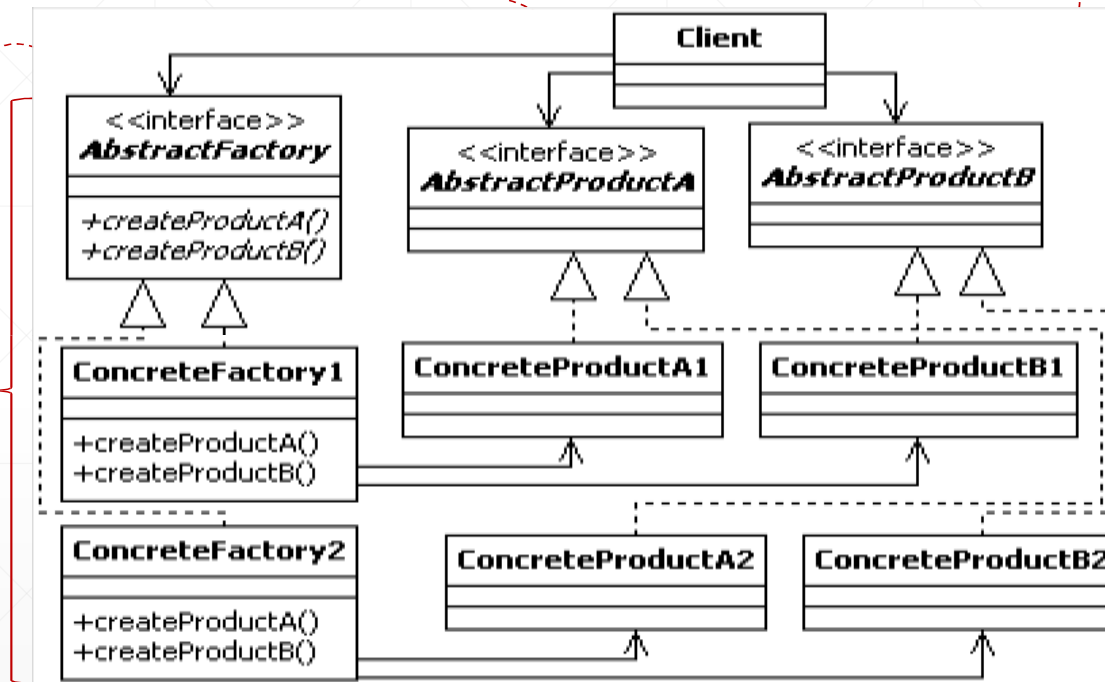 Client
<<interface>>
AbstractFactory
+createProductA()
+createProductB()
<<interface>>
AbstractProductA
<<interface>>
AbstractProductB
ConcreteFactory1
+createProductA()
+createProductB()
ConcreteProductA1
ConcreteProductB1
ConcreteFactory2
+createProductA()
+createProductB()
ConcreteProductA2
ConcreteProductB2